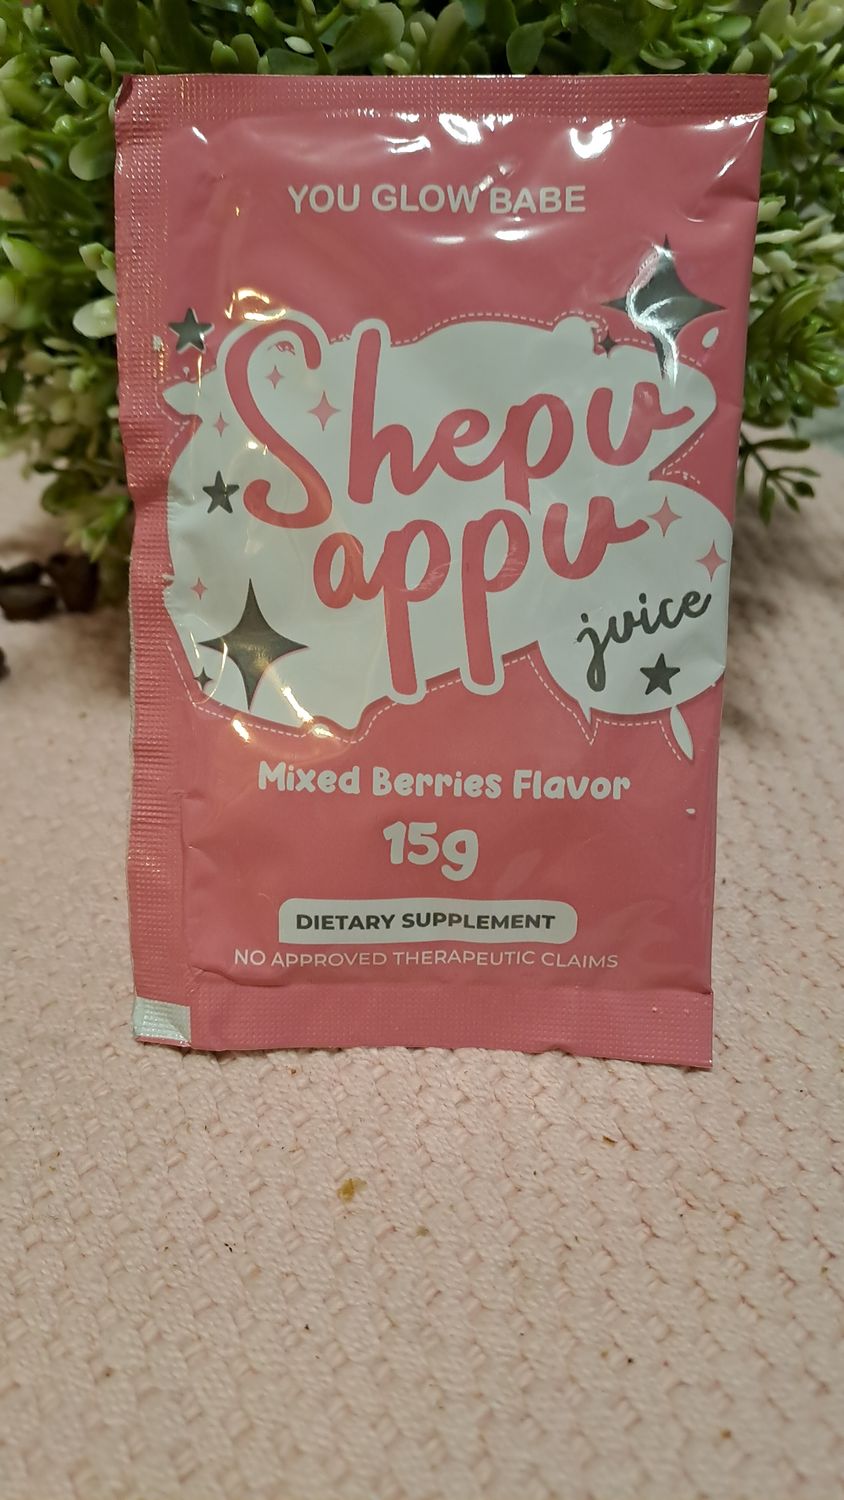 YOU GLOW BABE
Shepu
appu
juice
Mixed Berries Flavor
15g
DIETARY SUPPLEMENT
NO APPROVED THERAPEUTIC CLAIMS